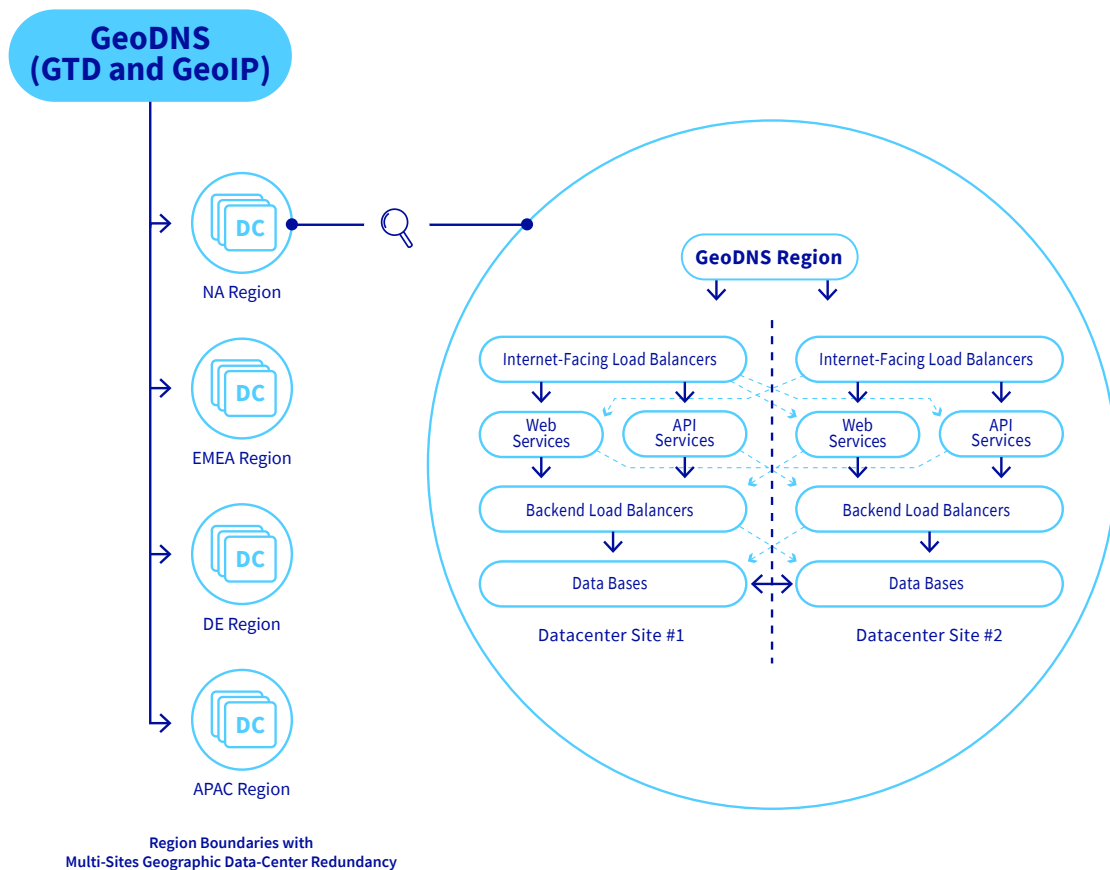 GeoDNS
(GTD and GeoIP)
DC
NA Region
DC
EMEA Region
DC
DE Region
DC
APAC Region
Region Boundaries with
Multi-Sites Geographic Data-Center Redundancy
GeoDNS Region
Internet-Facing Load Balancers
Web
Services
API
Services
Backend Load Balancers
Data Bases
Datacenter Site #1
Internet-Facing Load Balancers
Web
Services
API
Services
Backend Load Balancers
Data Bases
Datacenter Site #2